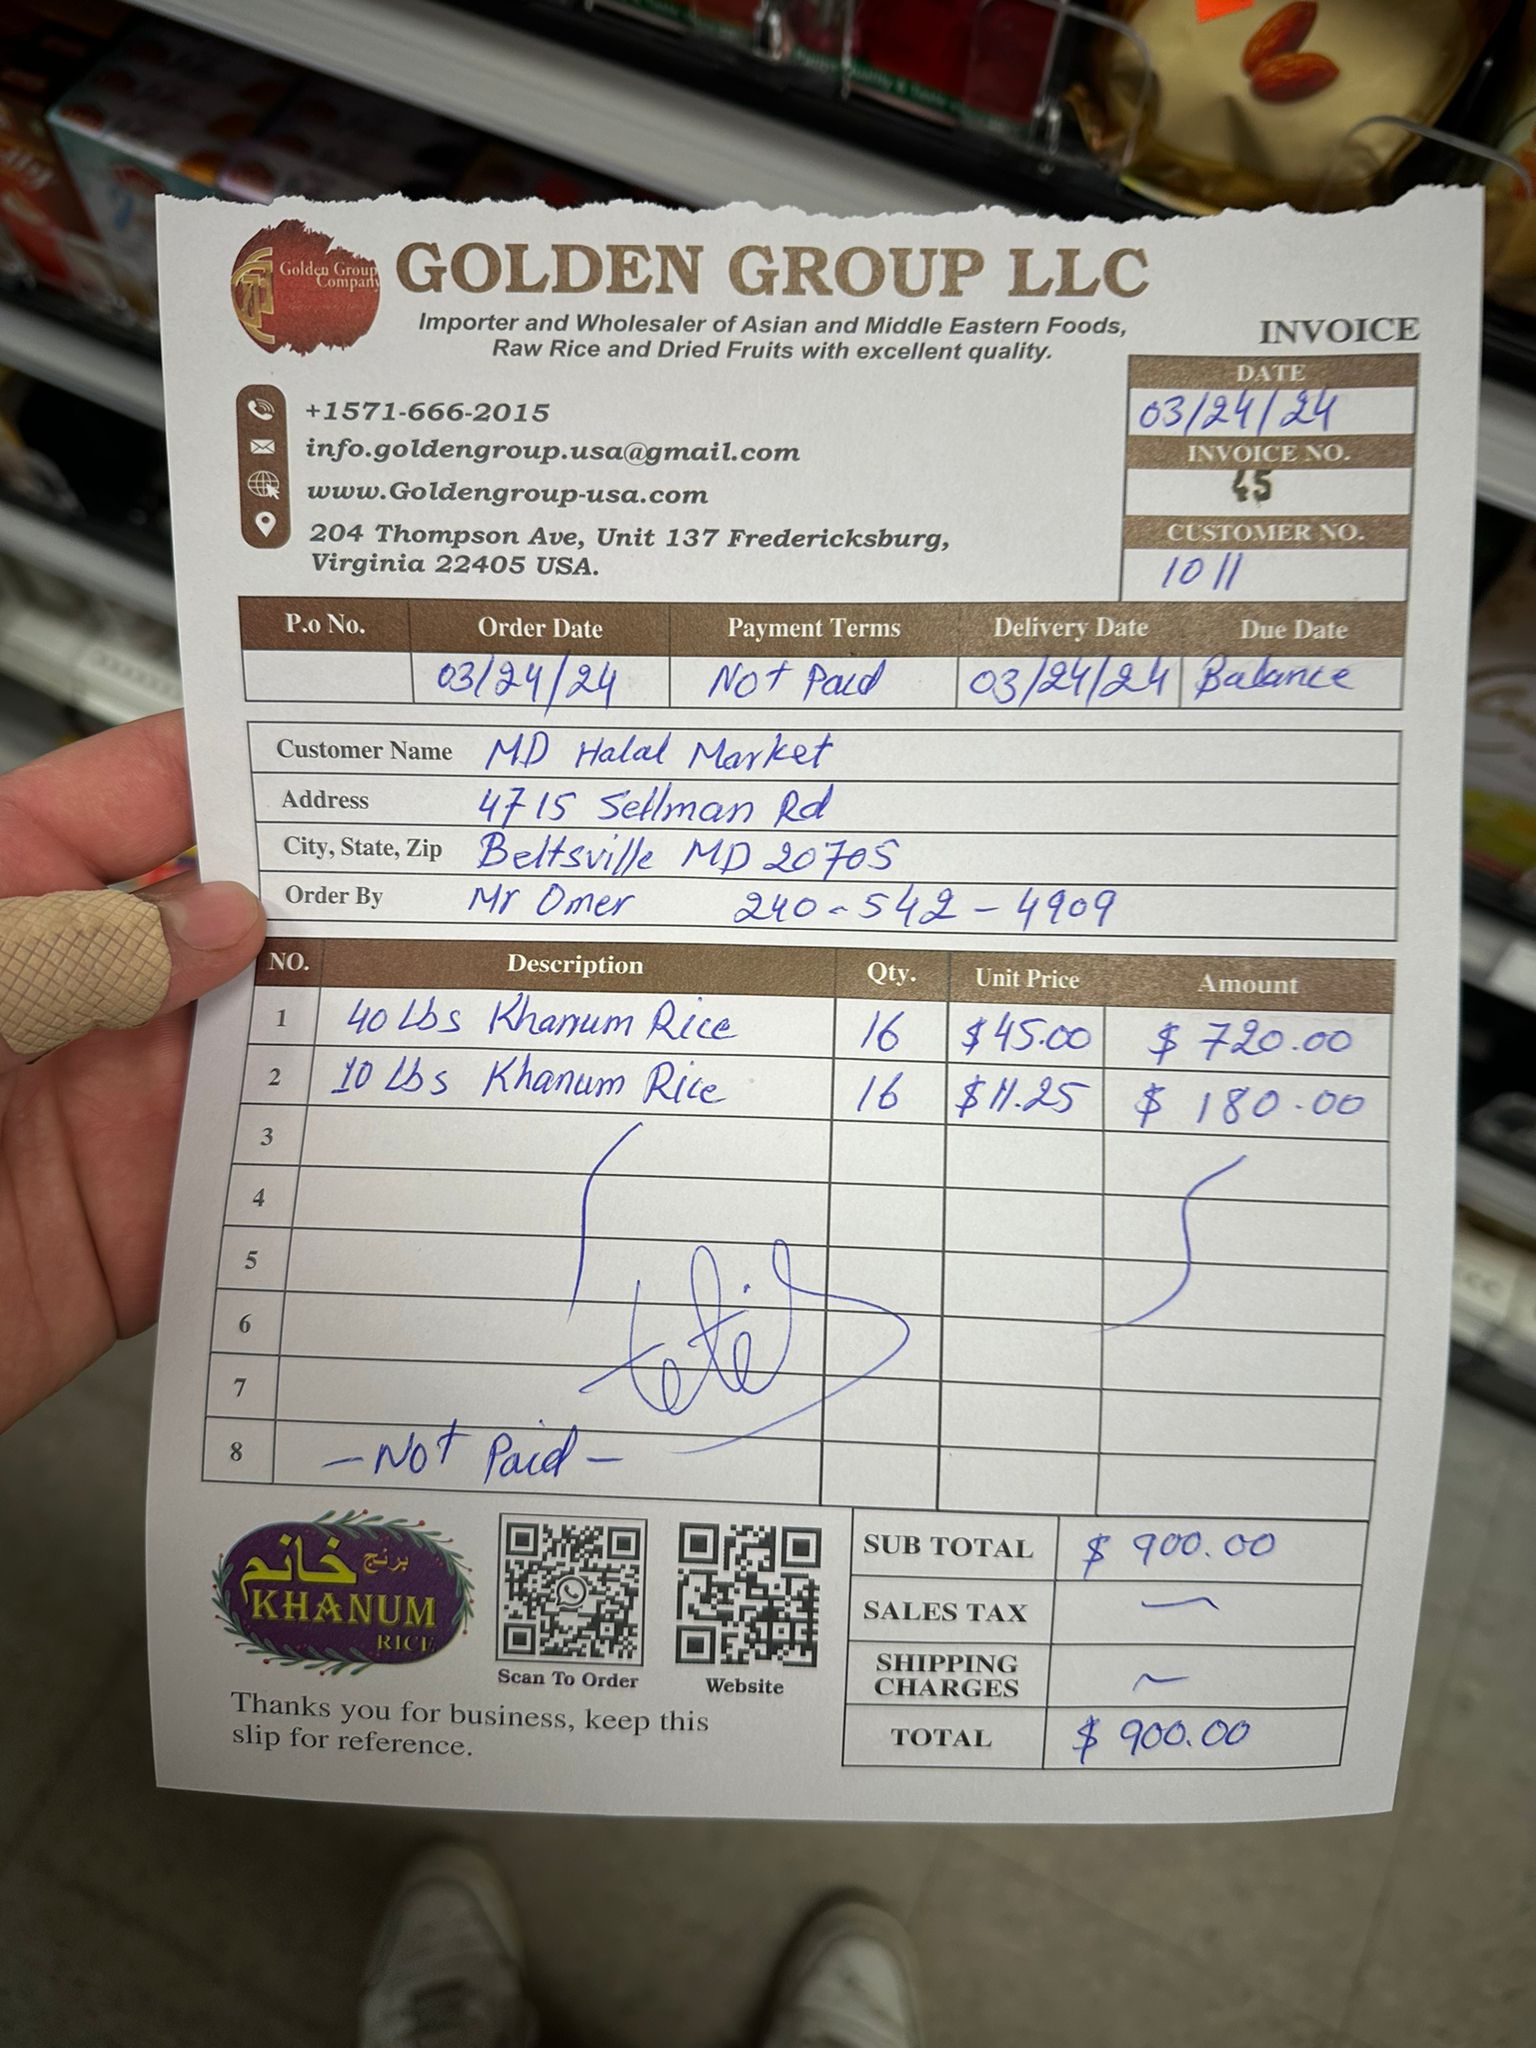 Golden Group
Company
GOLDEN GROUP LLC
Importer and Wholesaler of Asian and Middle Eastern Foods,
Raw Rice and Dried Fruits with excellent quality.
INVOICE
DATE
03/24/24
INVOICE NO.
45
CUSTOMER NO.
1011
+1571-666-2015
info.goldengroup.usa@gmail.com
www.Goldengroup-usa.com
204 Thompson Ave, Unit 137 Fredericksburg,
Virginia 22405 USA.
P.o No. Order Date Payment Terms Delivery Date Due Date
03/24/24 Not Paid 03/24/24 Balance
Customer Name MD Halal Market
Address 4715 Sellman Rd
City, State, Zip Beltsville MD 20705
Order By Mr Omer 240-542-4909
NO. Description Qty. Unit Price Amount
1 40 Lbs Khanum Rice 16 $45.00 $720.00
2 10 Lbs Khanum Rice 16 $11.25 $180.00
3
4
5
6
7
8 - Not Paid -
برنج خانم
KHANUM
RICE
Scan To Order
Website
Thanks you for business, keep this
slip for reference.
SUB TOTAL $900.00
SALES TAX —
SHIPPING
CHARGES ~
TOTAL $900.00